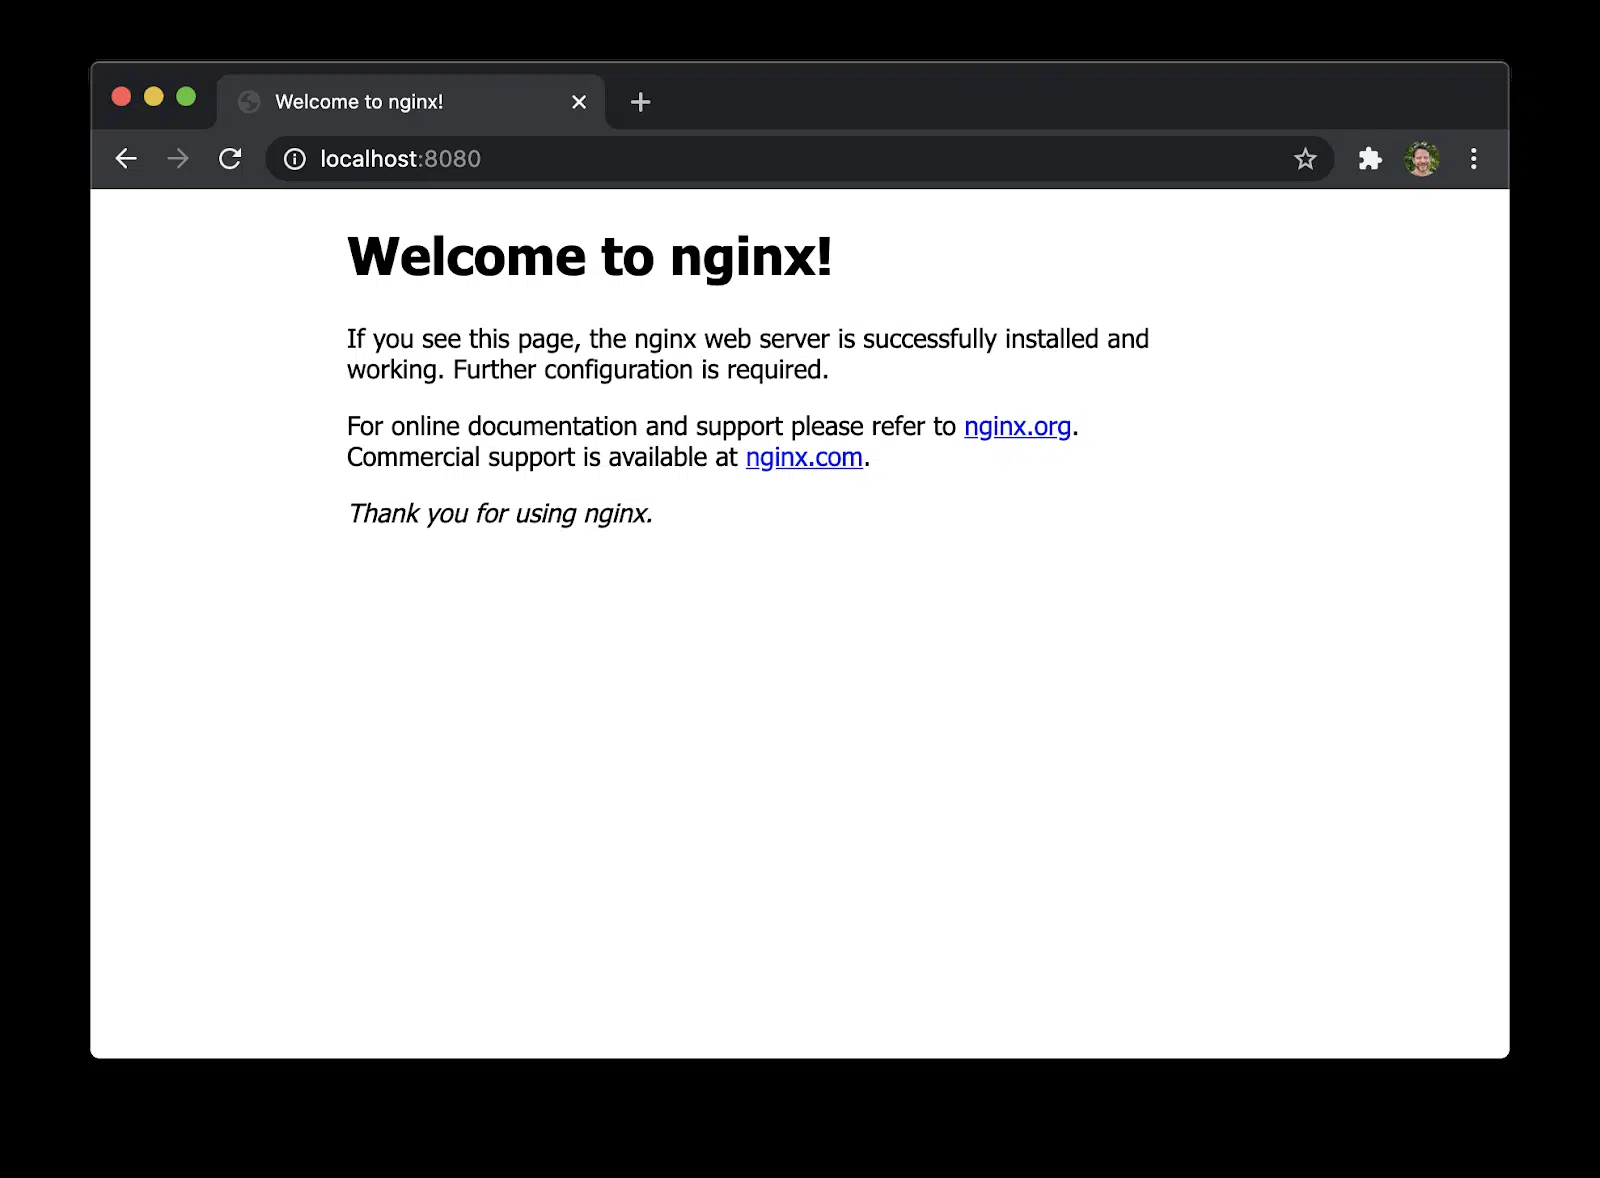 Welcome to nginx!
localhost:8080
Welcome to nginx!
If you see this page, the nginx web server is successfully installed and
working. Further configuration is required.
For online documentation and support please refer to nginx.org.
Commercial support is available at nginx.com.
Thank you for using nginx.